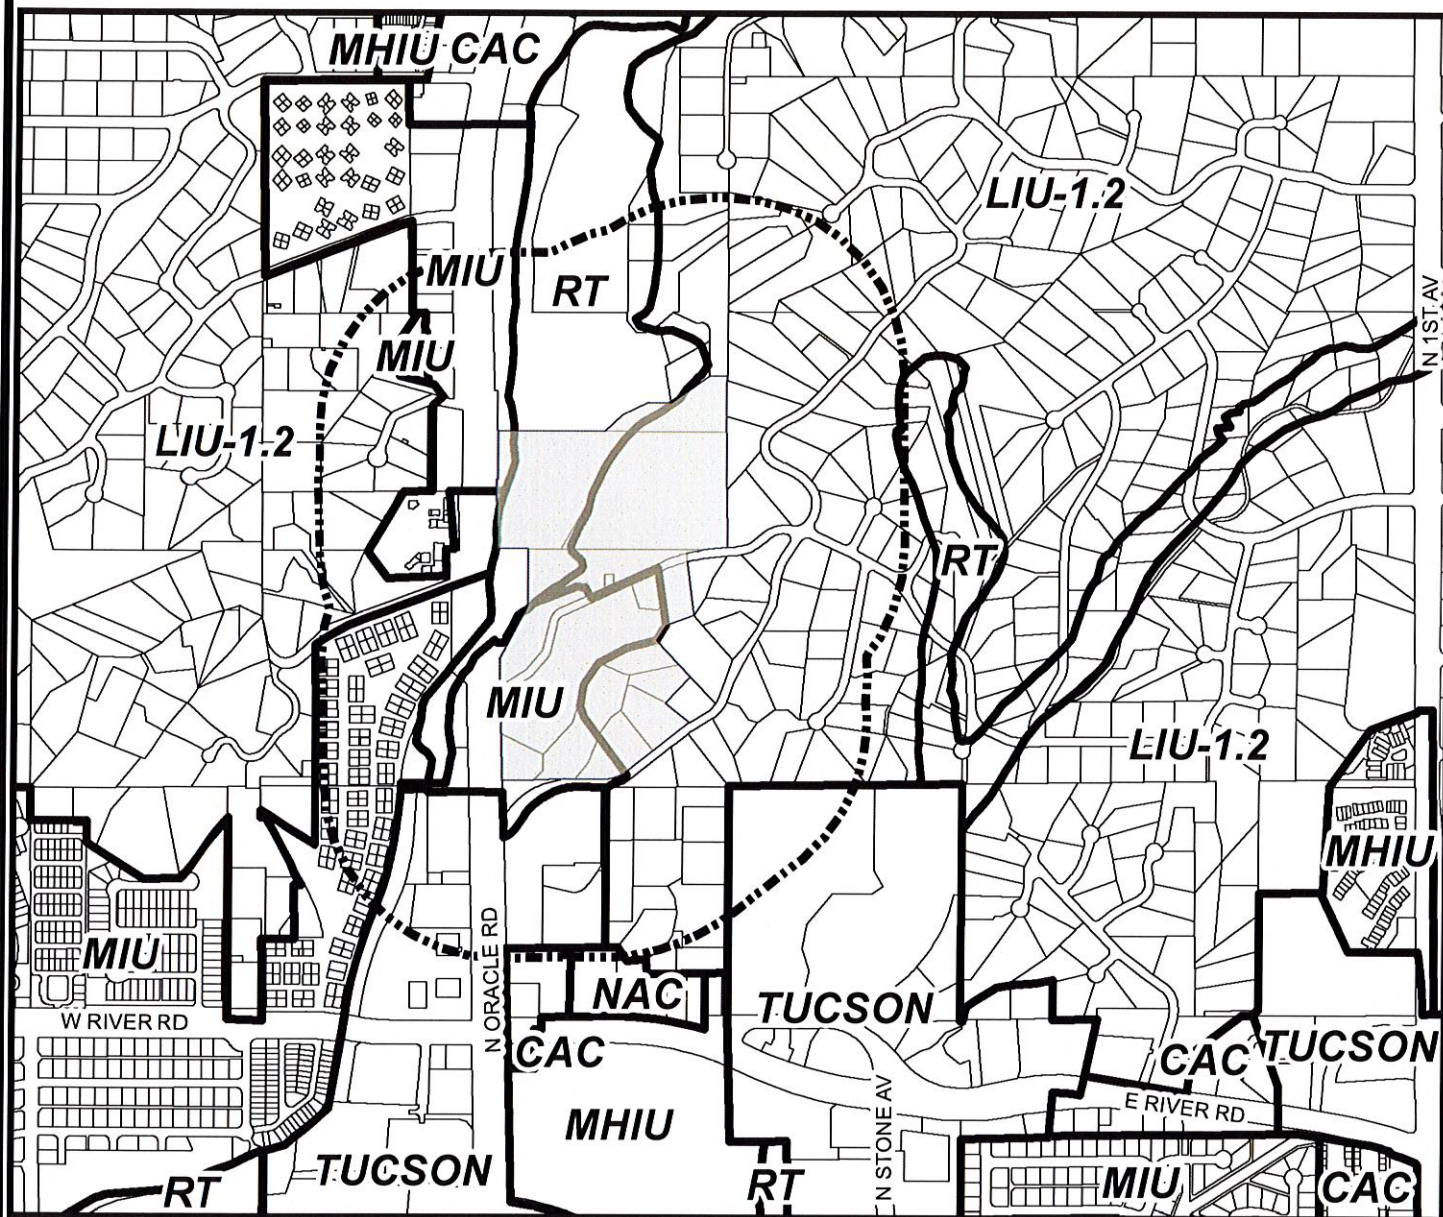 MHIU CAC
LIU-1.2
MIU
RT
N 1ST AV
MIU
LIU-1.2
RT
MIU
LIU-1.2
MHIU
MIU
N ORACLE RD
NAC
TUCSON
W RIVER RD
CAC
CAC
TUCSON
N STONE AV
E RIVER RD
MHIU
TUCSON
RT
RT
MIU
CAC